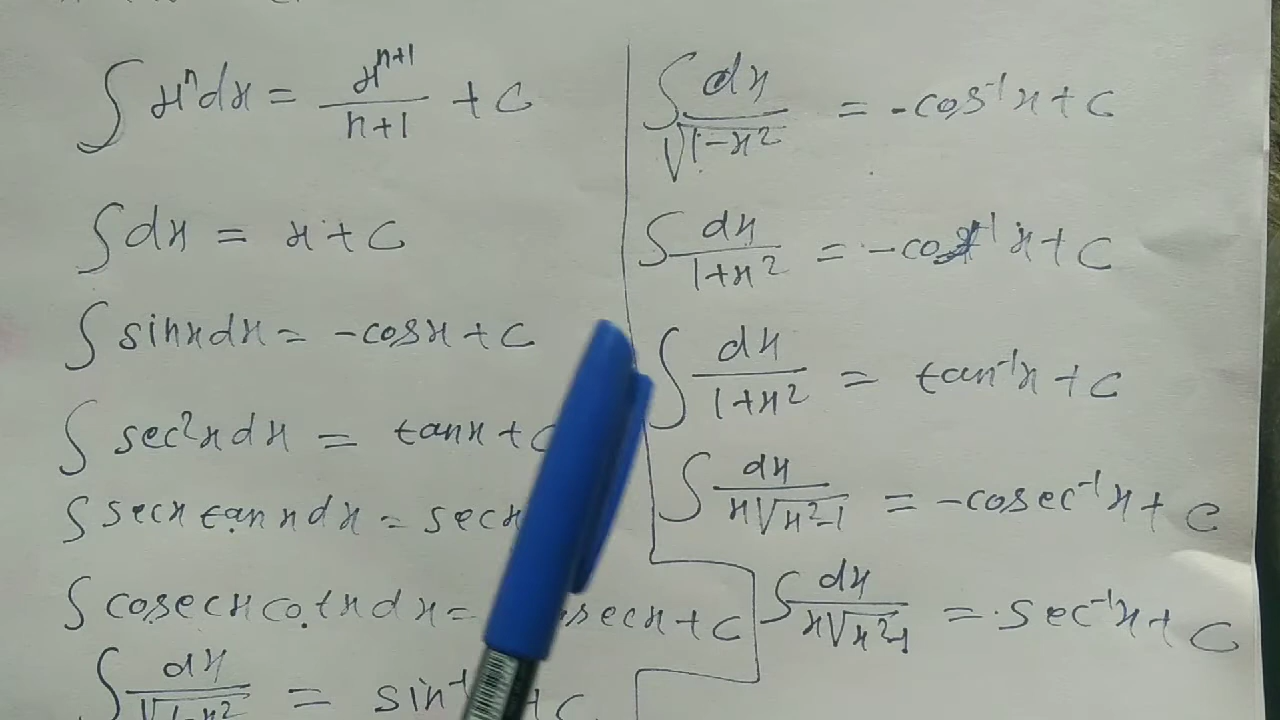 ∫ xⁿ dx = xⁿ⁺¹/(n+1) + c
∫ dx = x + c
∫ sinx dx = -cosx + c
∫ sec²x dx = tanx + c
∫ secx tanx dx = secx
∫ cosecx cotx dx = secx + c
∫ dx/√(1-x²) = sin⁻¹ + c
∫ dx/√(1-x²) = -cos⁻¹x + c
∫ dx/(1+x²) = -cot⁻¹x + c
∫ dx/(1+x²) = tan⁻¹x + c
∫ dx/(x√(x²-1)) = -cosec⁻¹x + c
∫ dx/(x√(x²-1)) = sec⁻¹x + c